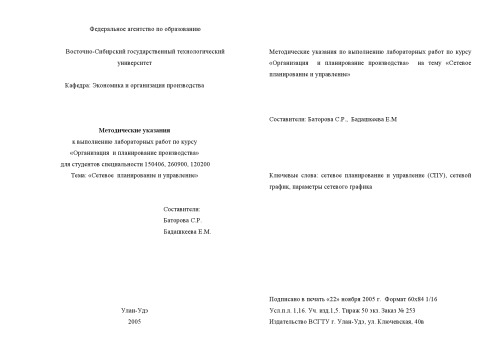 Федеральное агентство по образованию
Восточно-Сибирский государственный технологический
университет
Кафедра: Экономика и организация производства
Методические указания
к выполнению лабораторных работ по курсу
«Организация и планирование производства»
для студентов специальности 150406, 260900, 120200
Тема: «Сетевое планирование и управление»
Составители:
Баторова С.Р.
Бадашкеева Е.М.
Улан-Удэ
2005
Методические указания по выполнению лабораторных работ по курсу
«Организация и планирование производства» на тему «Сетевое
планирование и управление»
Составители: Баторова С.Р., Бадашкеева Е.М
Ключевые слова: сетевое планирование и управление (СПУ), сетевой
график, параметры сетевого графика
Подписано в печать «22» ноября 2005 г. Формат 60х84 1/16
Усл.п.л. 1,16. Уч. изд.1,5. Тираж 50 экз. Заказ № 253
Издательство ВСГТУ г. Улан-Удэ, ул. Ключевская, 40в